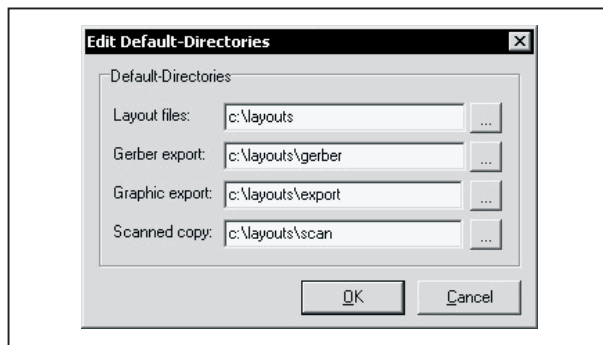 Edit Default-Directories
Default-Directories
Layout files: c:\layouts ...
Gerber export: c:\layouts\gerber ...
Graphic export: c:\layouts\export ...
Scanned copy: c:\layouts\scan ...
OK Cancel